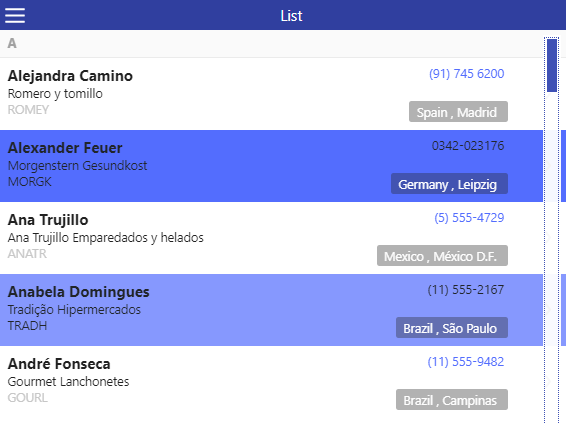 List
A
Alejandra Camino
(91) 745 6200
Romero y tomillo
ROMEY
Spain , Madrid
Alexander Feuer
0342-023176
Morgenstern Gesundkost
MORGK
Germany , Leipzig
Ana Trujillo
(5) 555-4729
Ana Trujillo Emparedados y helados
ANATR
Mexico , México D.F.
Anabela Domingues
(11) 555-2167
Tradição Hipermercados
TRADH
Brazil , São Paulo
André Fonseca
(11) 555-9482
Gourmet Lanchonetes
GOURL
Brazil , Campinas